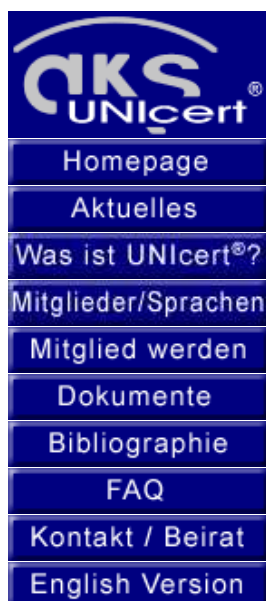 aks
UNIcert®
Homepage
Aktuelles
Was ist UNIcert®?
Mitglieder/Sprachen
Mitglied werden
Dokumente
Bibliographie
FAQ
Kontakt / Beirat
English Version